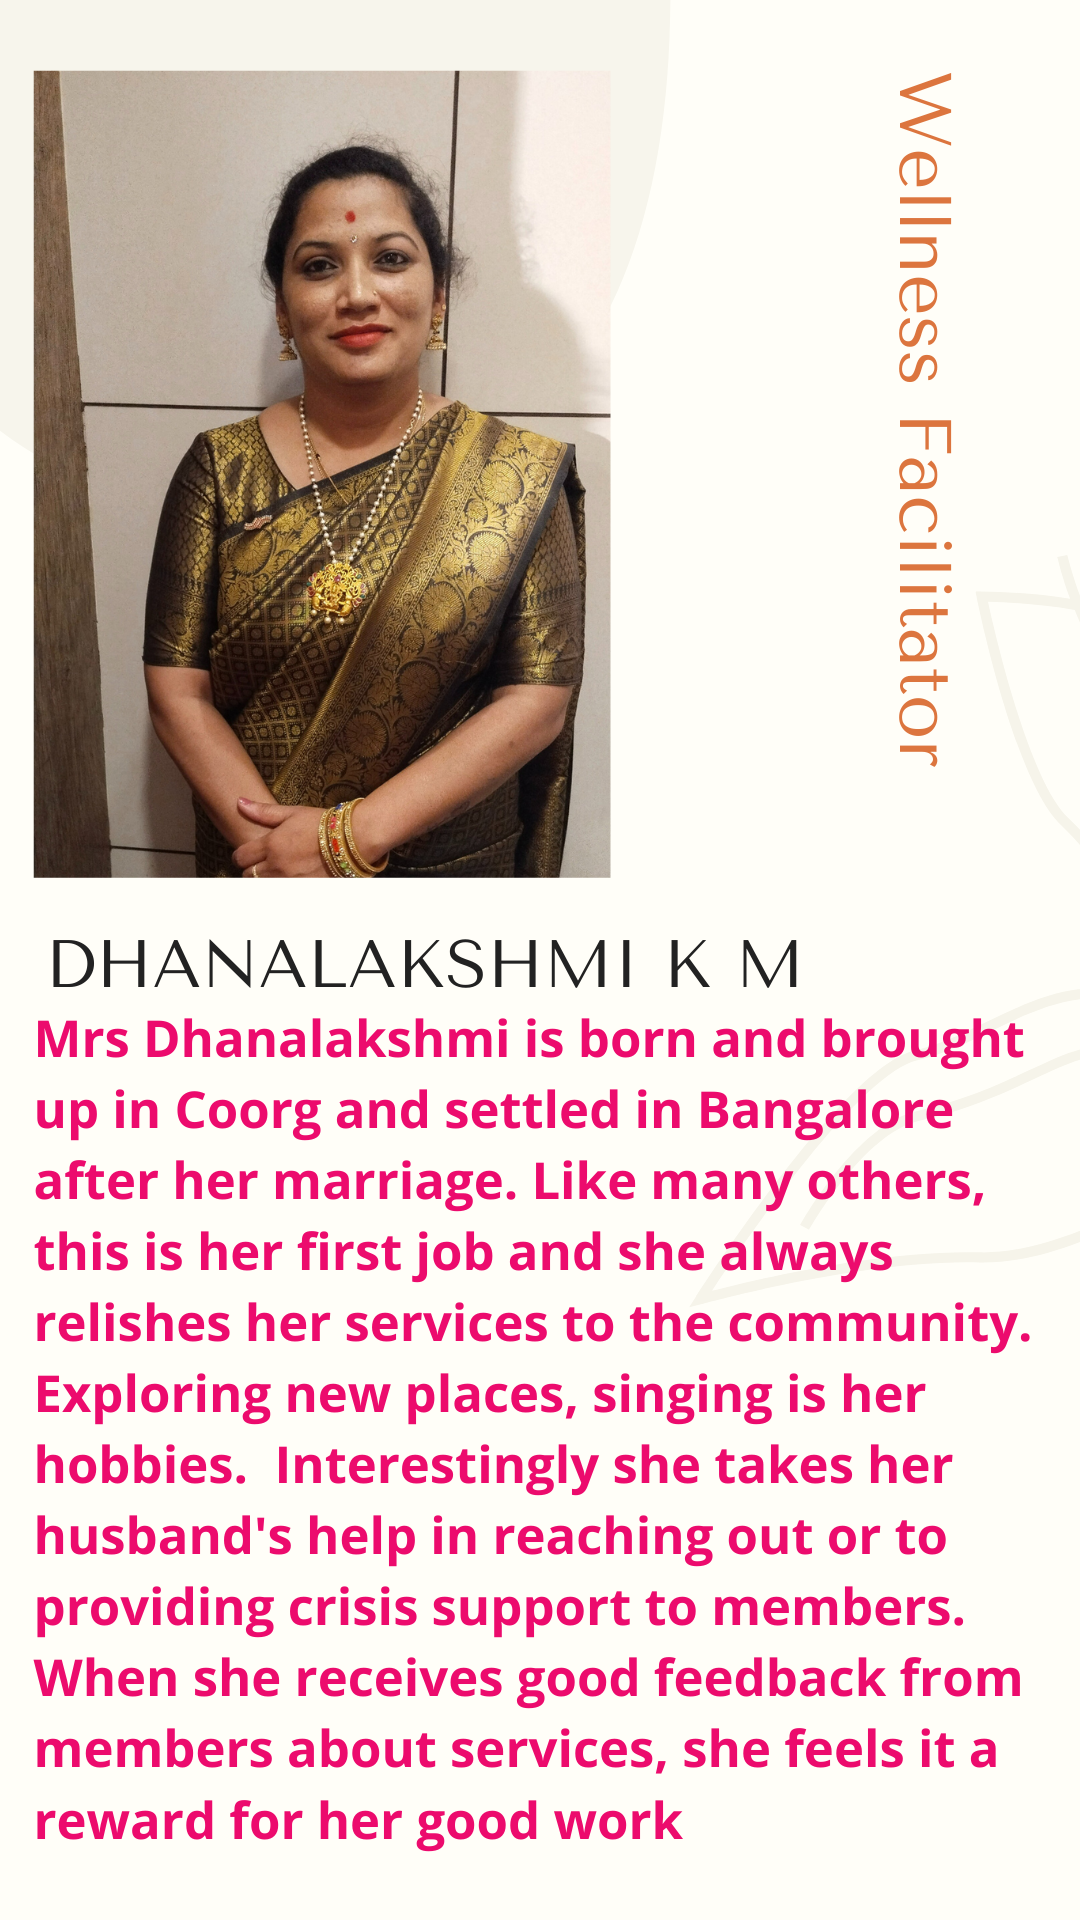 Wellness Facilitator
DHANALAKSHMI K M
Mrs Dhanalakshmi is born and brought
up in Coorg and settled in Bangalore
after her marriage. Like many others,
this is her first job and she always
relishes her services to the community.
Exploring new places, singing is her
hobbies.  Interestingly she takes her
husband's help in reaching out or to
providing crisis support to members.
When she receives good feedback from
members about services, she feels it a
reward for her good work